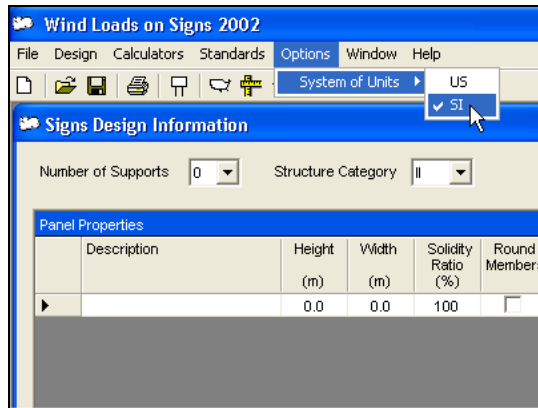 Wind Loads on Signs 2002
File Design Calculators Standards Options Window Help
System of Units US
SI
Signs Design Information
Number of Supports 0 Structure Category II
Panel Properties
Description Height Width Solidity Round
Ratio Member
(m) (m) (%)
0.0 0.0 100